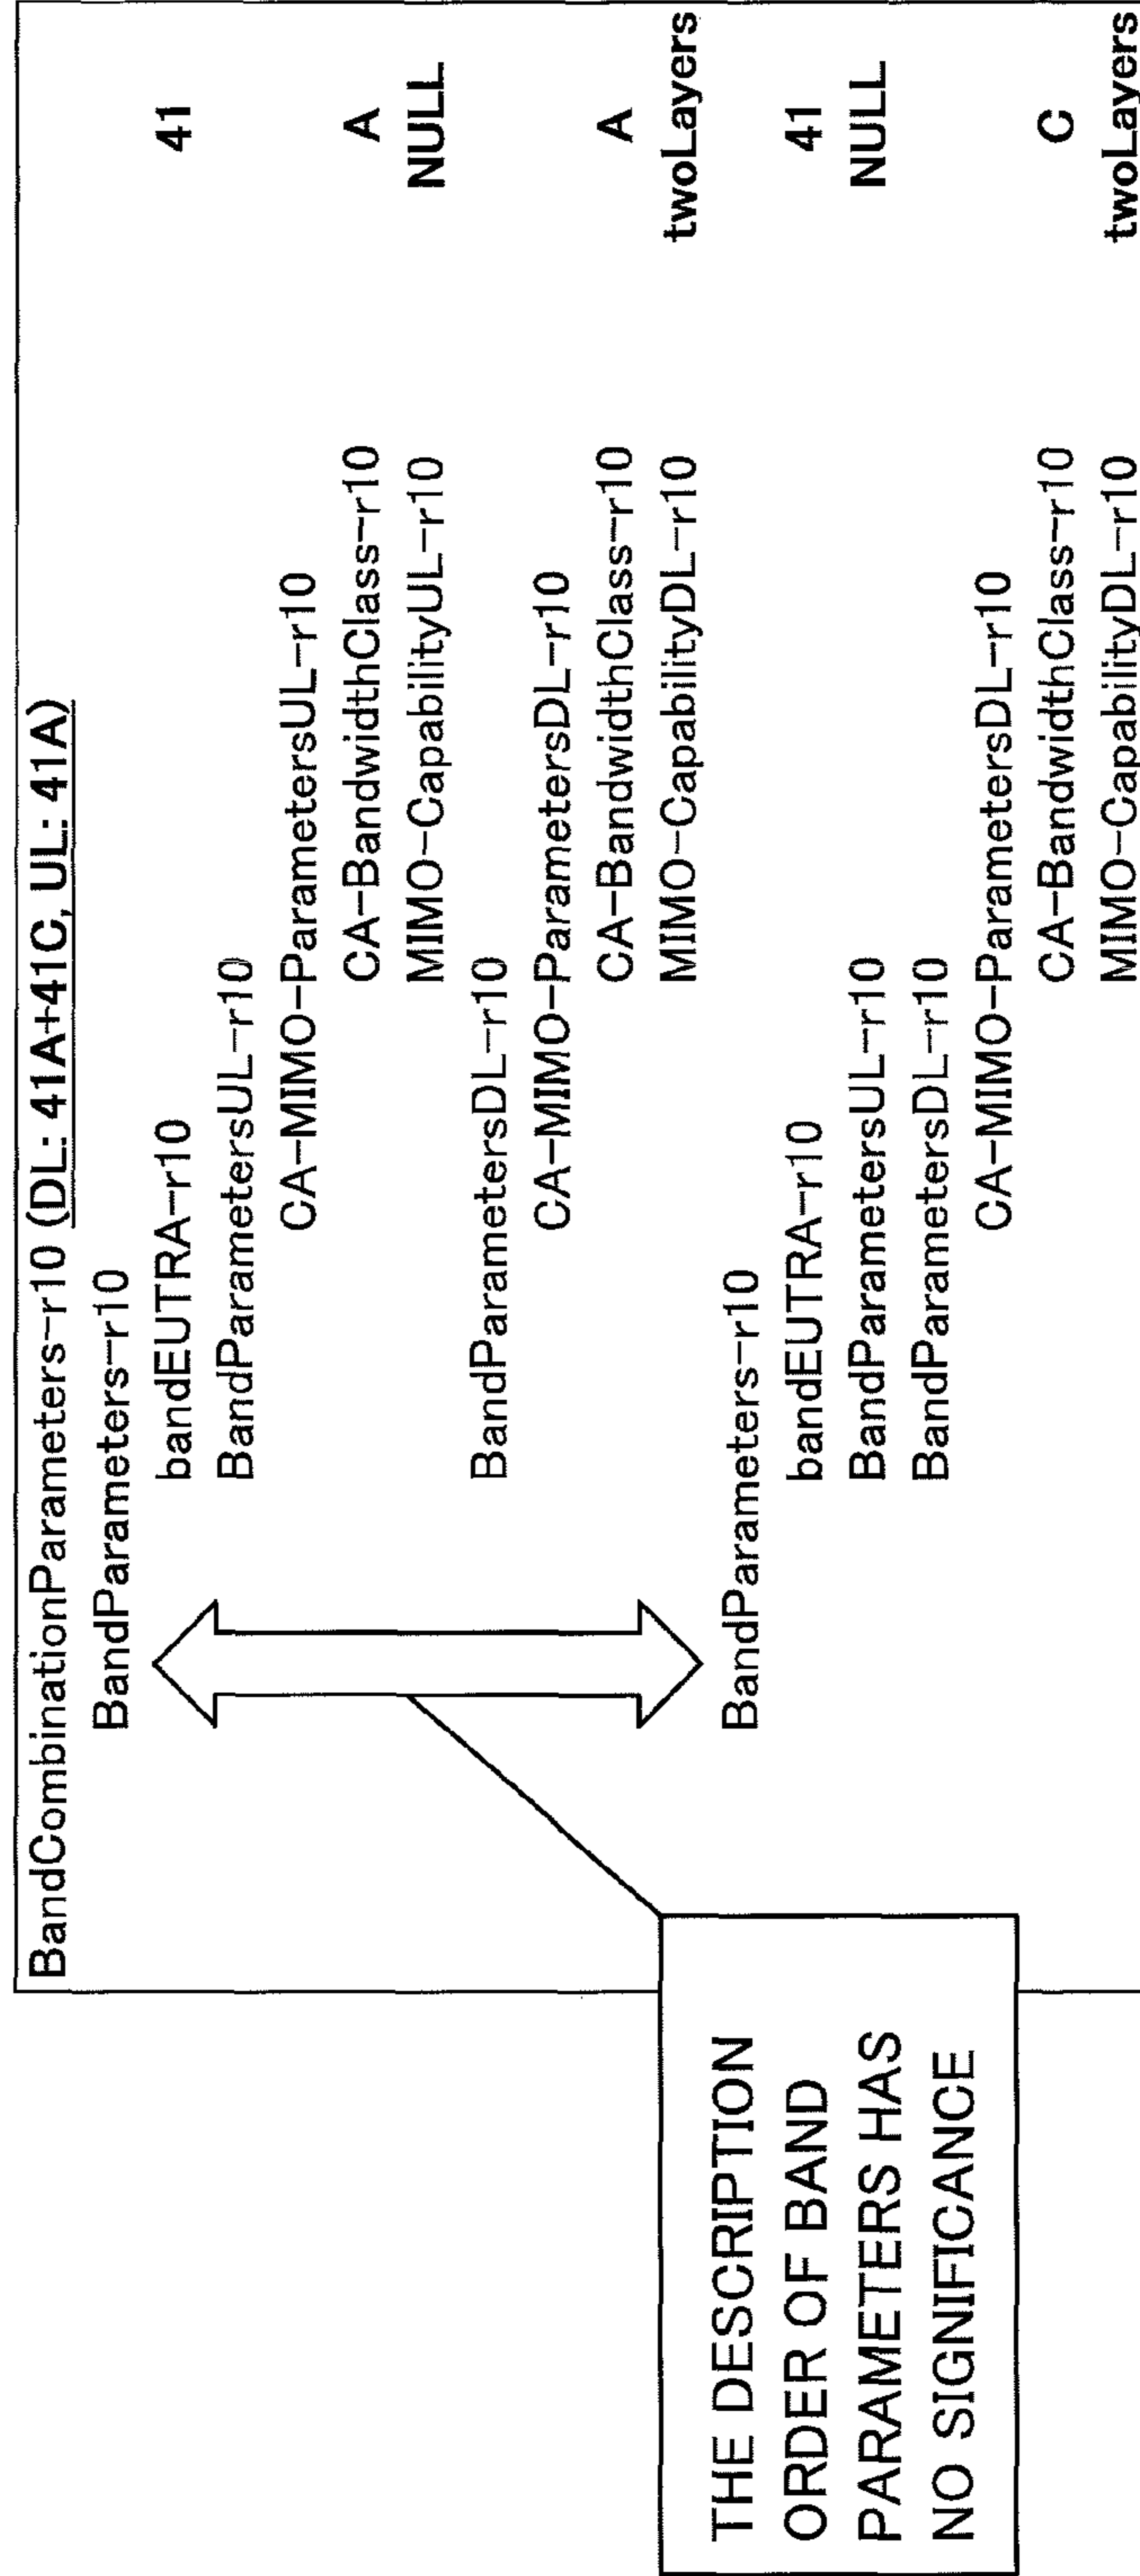 BandCombinationParameters-r10 (DL: 41A+41C, UL: 41A)
BandParameters-r10
bandEUTRA-r10 41
BandParametersUL-r10
CA-MIMO-ParametersUL-r10
CA-BandwidthClass-r10 A
MIMO-CapabilityUL-r10 NULL
BandParametersDL-r10
CA-MIMO-ParametersDL-r10
CA-BandwidthClass-r10 A
MIMO-CapabilityDL-r10 twoLayers
BandParameters-r10
bandEUTRA-r10 41
BandParametersUL-r10 NULL
BandParametersDL-r10
CA-MIMO-ParametersDL-r10
CA-BandwidthClass-r10 C
MIMO-CapabilityDL-r10 twoLayers
THE DESCRIPTION
ORDER OF BAND
PARAMETERS HAS
NO SIGNIFICANCE